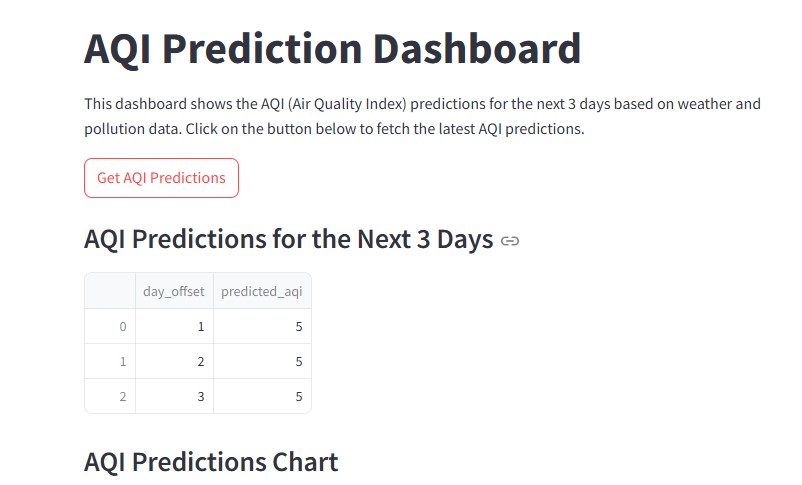 AQI Prediction Dashboard
This dashboard shows the AQI (Air Quality Index) predictions for the next 3 days based on weather and
pollution data. Click on the button below to fetch the latest AQI predictions.
Get AQI Predictions
AQI Predictions for the Next 3 Days
day_offset predicted_aqi
0 1 5
1 2 5
2 3 5
AQI Predictions Chart